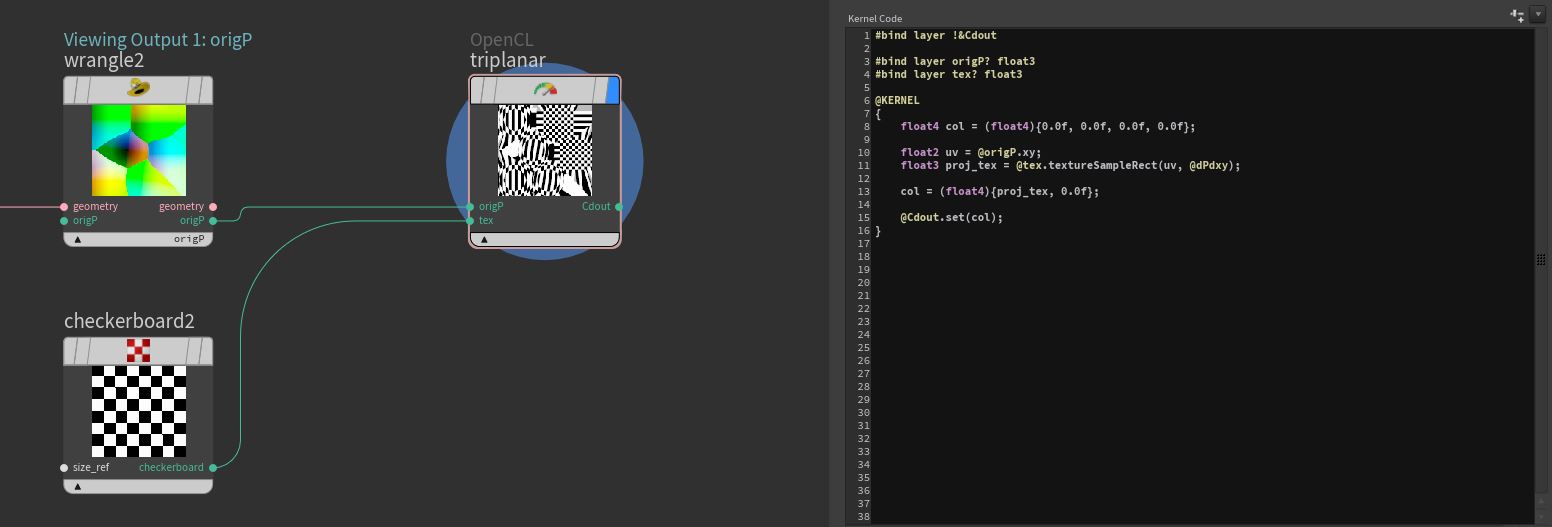 Viewing Output 1: origP
wrangle2
geometry geometry
origP origP
origP
checkerboard2
size_ref checkerboard
OpenCL
triplanar
origP Cdout
tex
Kernel Code
1 #bind layer !&Cdout
2
3 #bind layer origP? float3
4 #bind layer tex? float3
5
6 @KERNEL
7 {
8 float4 col = (float4){0.0f, 0.0f, 0.0f, 0.0f};
9
10 float2 uv = @origP.xy;
11 float3 proj_tex = @tex.textureSampleRect(uv, @dPdxy);
12
13 col = (float4){proj_tex, 0.0f};
14
15 @Cdout.set(col);
16 }
17
18
19
20
21
22
23
24
25
26
27
28
29
30
31
32
33
34
35
36
37
38